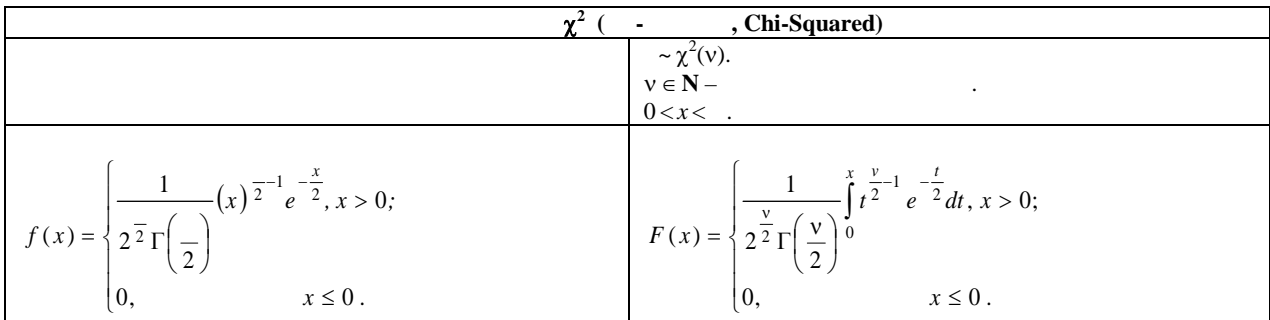 χ² ( - , Chi-Squared)
~ χ²(ν).
ν ∈ N –  .
0 < x <  .
f(x) = { 1 / (2^{—/2} Γ(—/2)) (x)^{—/2 −1} e^{−x/2}, x > 0;
0, x ≤ 0 .
F(x) = { 1 / (2^{ν/2} Γ(ν/2)) ∫₀ˣ t^{ν/2 −1} e^{−t/2} dt, x > 0;
0, x ≤ 0 .